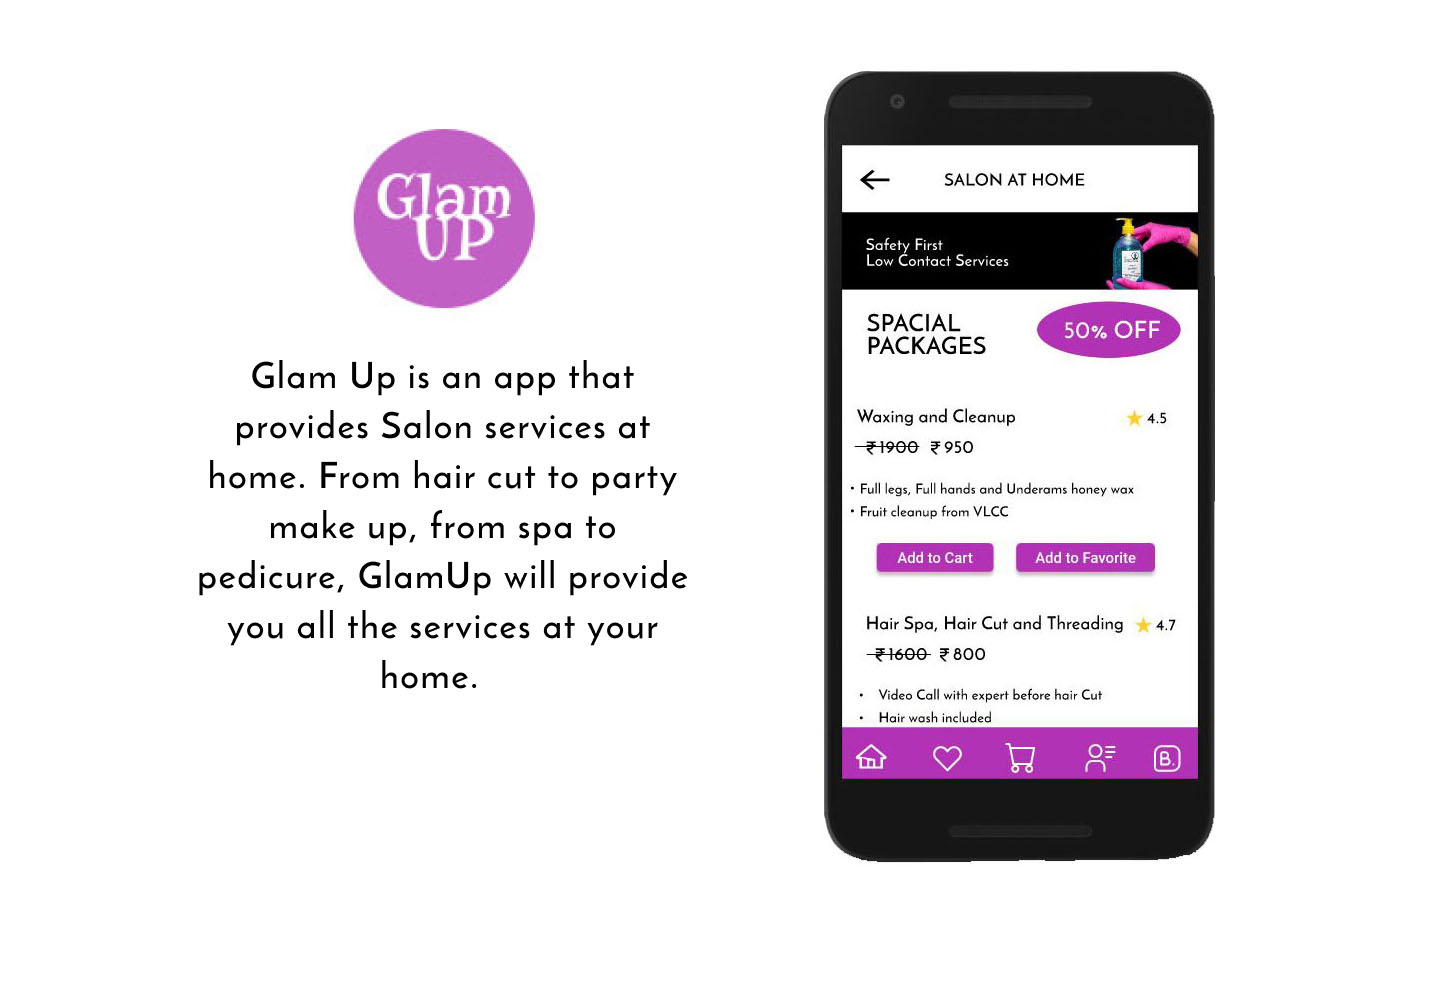 Glam
UP
Glam Up is an app that
provides Salon services at
home. From hair cut to party
make up, from spa to
pedicure, GlamUp will provide
you all the services at your
home.
SALON AT HOME
Safety First
Low Contact Services
SPACIAL
PACKAGES
50% OFF
Waxing and Cleanup
4.5
₹1900 ₹950
• Full legs, Full hands and Underams honey wax
• Fruit cleanup from VLCC
Add to Cart
Add to Favorite
Hair Spa, Hair Cut and Threading
4.7
₹1600 ₹800
• Video Call with expert before hair Cut
• Hair wash included
B.